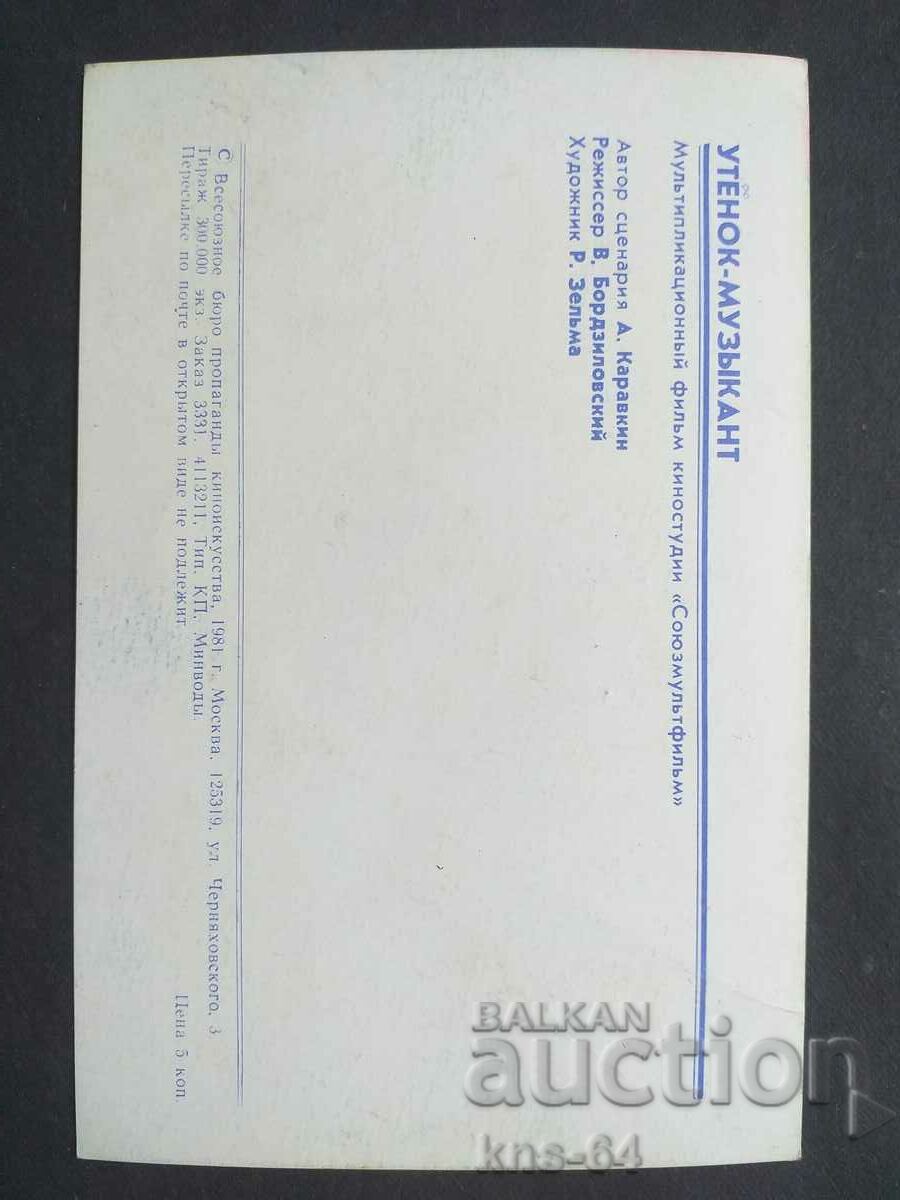 УТЁНОК-МУЗЫКАНТ
Мультипликационный фильм киностудии «Союзмультфильм»
Автор сценария А. Каравкин
Режиссер В. Бордзиловский
Художник Р. Зельма
С Всесоюзное бюро пропаганды киноискусства, 1981 г., Москва, 125319, ул. Черняховского, 3
Тираж 300.000 экз. Заказ 3331. 4113211, Тип. КП, Минводы.
Пересылке по почте в открытом виде не подлежит
Цена 5 коп.
BALKAN
auction
kns-64